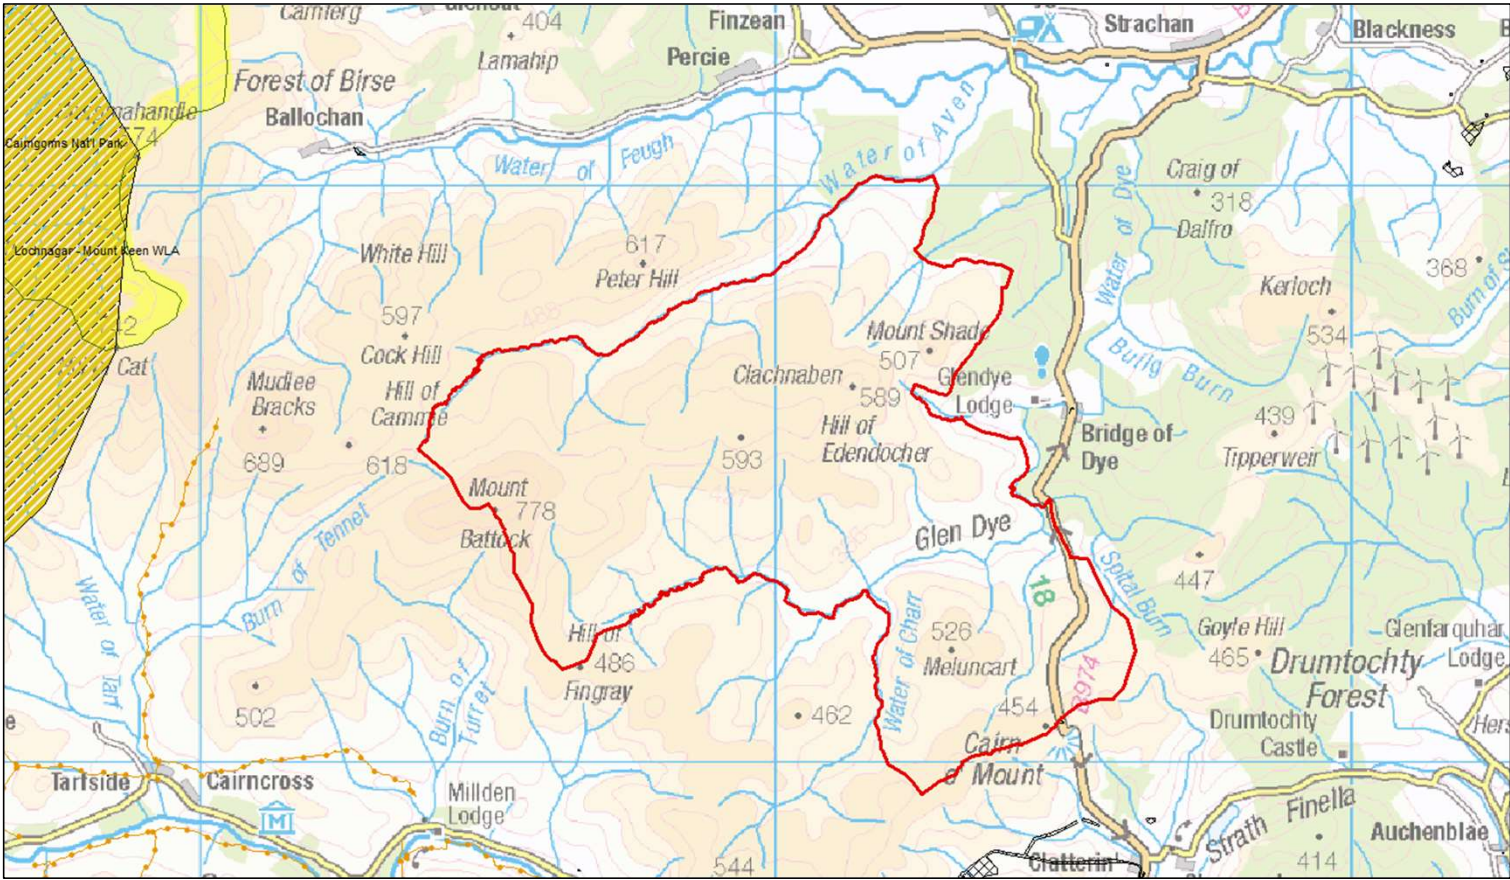 404
Lamahip
Finzean
Percie
Strachan
Blackness
Forest of Birse
Ballochan
Cairngorms Nat'l Park
Water of Feugh
Water of Aven
Water of Dye
Craig of
318
Dalfro
Lochnagar - Mount Keen WLA
White Hill
617
Peter Hill
368
Kerloch
534
597
Cock Hill
Cat
Mount Shade
507
Builg Burn
Mudlee
Bracks
Hill of
Cammie
Clachnaben
589
Glendye
Lodge
439
Tipperweir
Hill of
Edendocher
Bridge of
Dye
689
618
593
Mount
778
Battock
Burn of Tennet
Glen Dye
18
Spital Burn
447
Water of Tarf
Water of Charr
526
Meluncart
Goyle Hill
465
Glenfarquhar
Lodge
Drumtochty
Forest
Hill of
486
Fingray
B974
502
Burn of
Turret
462
454
Cairn
o' Mount
Drumtochty
Castle
Tarfside
Cairncross
M
Millden
Lodge
544
Clatterin'
Strath Finella
414
Auchenblae